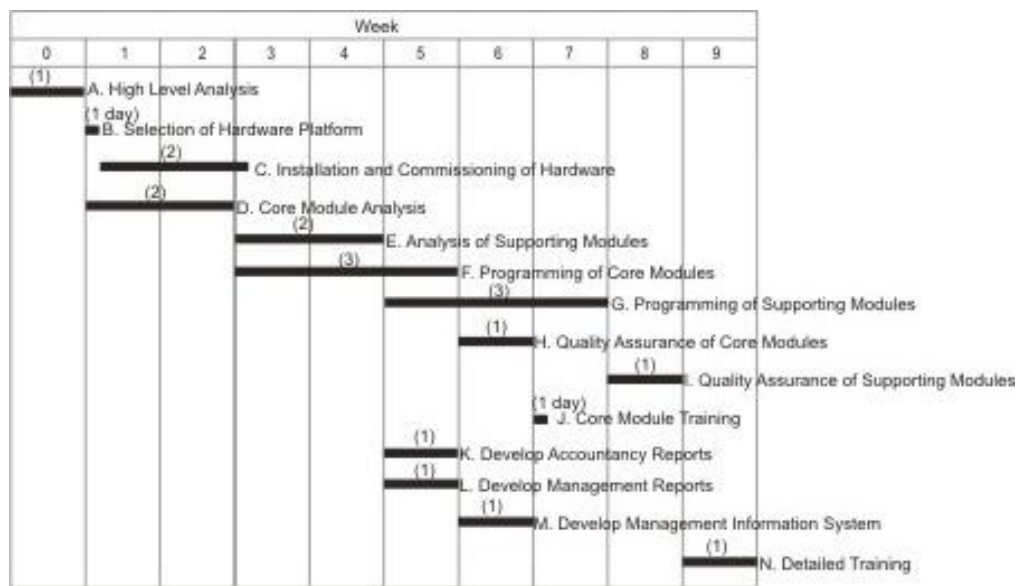 Week
0 1 2 3 4 5 6 7 8 9
(1)
A. High Level Analysis
(1 day)
B. Selection of Hardware Platform
(2)
C. Installation and Commissioning of Hardware
(2)
D. Core Module Analysis
(2)
E. Analysis of Supporting Modules
(3)
F. Programming of Core Modules
(3)
G. Programming of Supporting Modules
(1)
H. Quality Assurance of Core Modules
(1)
I. Quality Assurance of Supporting Modules
(1 day)
J. Core Module Training
(1)
K. Develop Accountancy Reports
(1)
L. Develop Management Reports
(1)
M. Develop Management Information System
(1)
N. Detailed Training